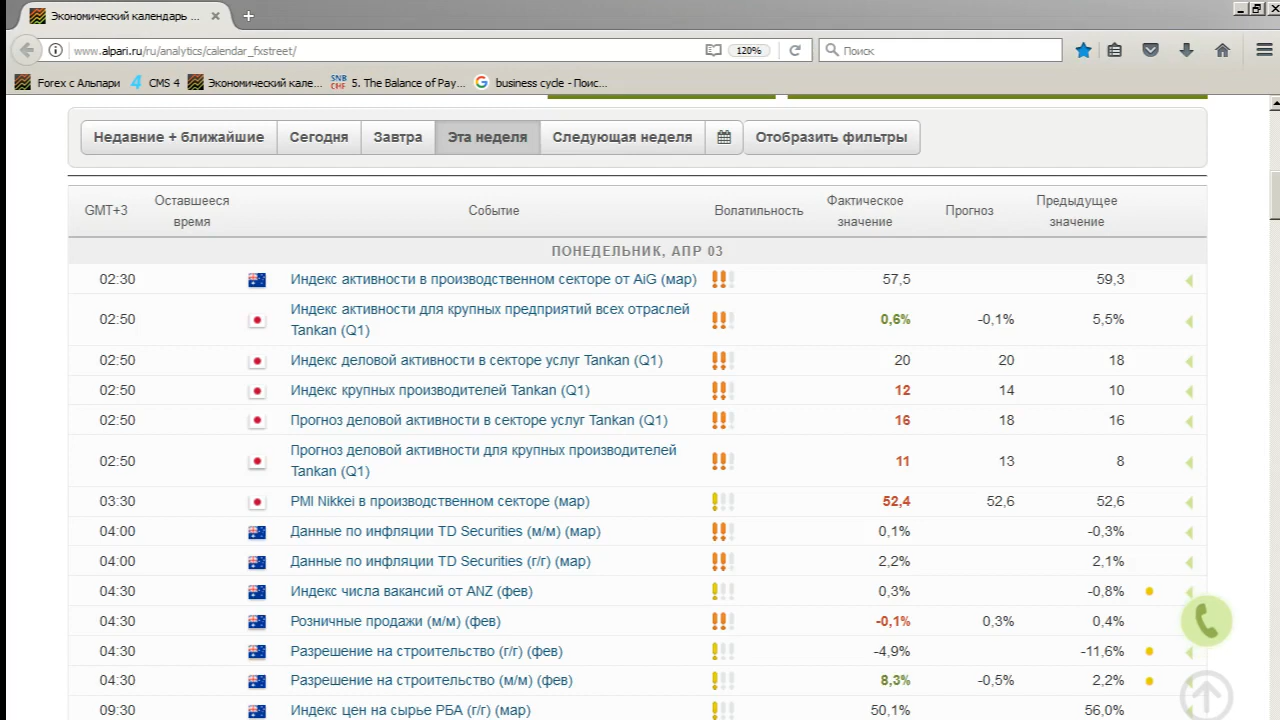 Экономический календарь ...
www.alpari.ru/ru/analytics/calendar_fxstreet/ 120% Поиск
Forex с Альпари CMS 4 Экономический кале... SNB 5. The Balance of Pay... G business cycle - Поис...
Недавние + ближайшие Сегодня Завтра Эта неделя Следующая неделя Отобразить фильтры
GMT+3 Оставшееся время Событие Волатильность Фактическое значение Прогноз Предыдущее значение
ПОНЕДЕЛЬНИК, АПР 03
02:30 Индекс активности в производственном секторе от AiG (мар) 57,5 59,3
02:50 Индекс активности для крупных предприятий всех отраслей
Tankan (Q1) 0,6% -0,1% 5,5%
02:50 Индекс деловой активности в секторе услуг Tankan (Q1) 20 20 18
02:50 Индекс крупных производителей Tankan (Q1) 12 14 10
02:50 Прогноз деловой активности в секторе услуг Tankan (Q1) 16 18 16
02:50 Прогноз деловой активности для крупных производителей
Tankan (Q1) 11 13 8
03:30 PMI Nikkei в производственном секторе (мар) 52,4 52,6 52,6
04:00 Данные по инфляции TD Securities (м/м) (мар) 0,1% -0,3%
04:00 Данные по инфляции TD Securities (г/г) (мар) 2,2% 2,1%
04:30 Индекс числа вакансий от ANZ (фев) 0,3% -0,8%
04:30 Розничные продажи (м/м) (фев) -0,1% 0,3% 0,4%
04:30 Разрешение на строительство (г/г) (фев) -4,9% -11,6%
04:30 Разрешение на строительство (м/м) (фев) 8,3% -0,5% 2,2%
09:30 Индекс цен на сырье РБА (г/г) (мар) 50,1% 56,0%